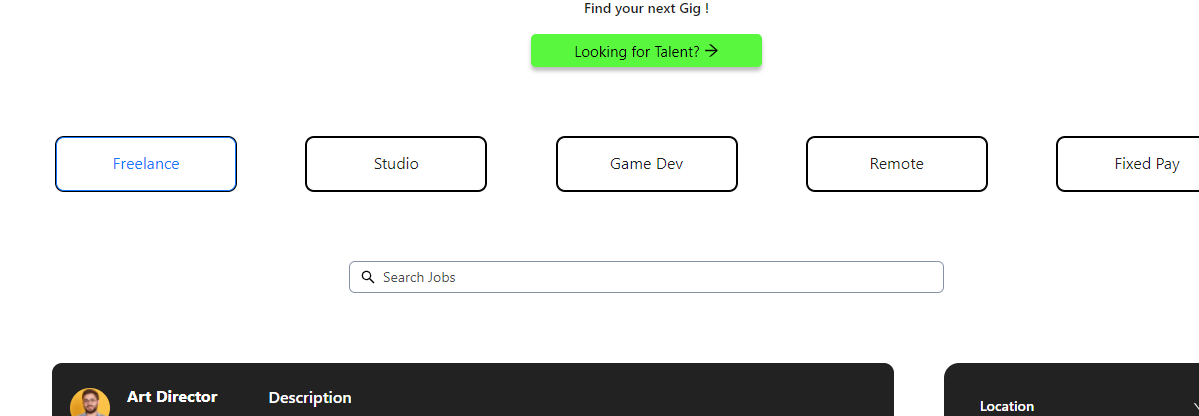 Find your next Gig !
Looking for Talent? →
Freelance
Studio
Game Dev
Remote
Fixed Pay
Search Jobs
Art Director
Description
Location